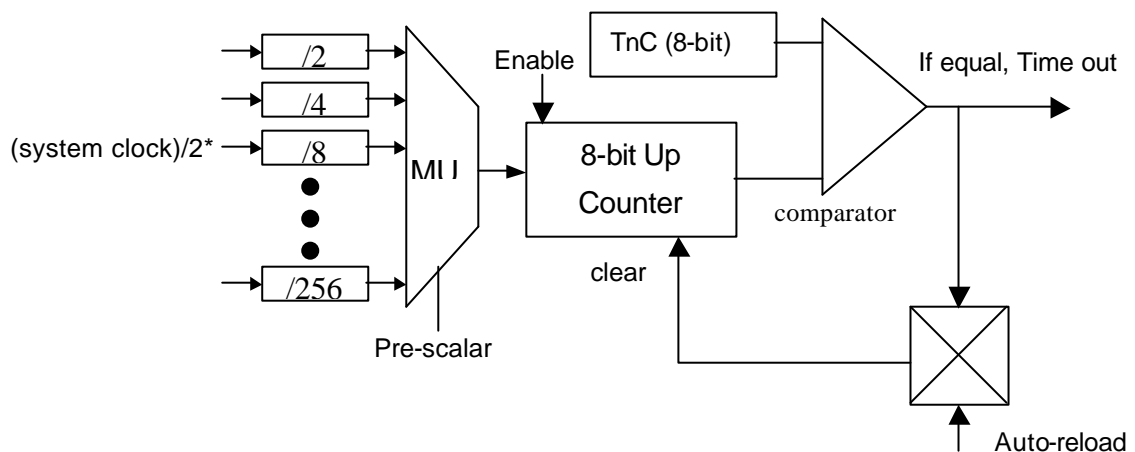 /2
/4
(system clock)/2*
/8
/256
MU
Pre-scalar
Enable
8-bit Up
Counter
clear
TnC (8-bit)
comparator
If equal, Time out
Auto-reload